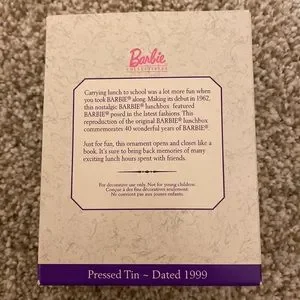 Barbie
COLLECTIBLES
Carrying lunch to school was a lot more fun when
you took BARBIE® along. Making its debut in 1962,
this nostalgic BARBIE® lunchbox featured
BARBIE® posed in the latest fashions. This
reproduction of the original BARBIE® lunchbox
commemorates 40 wonderful years of BARBIE®.
Just for fun, this ornament opens and closes like a
book. It's sure to bring back memories of many
exciting lunch hours spent with friends.
For decorative use only. Not for young children.
Conçue à des fins décoratives seulement.
Ne convient pas aux jeunes enfants.
Pressed Tin ~ Dated 1999